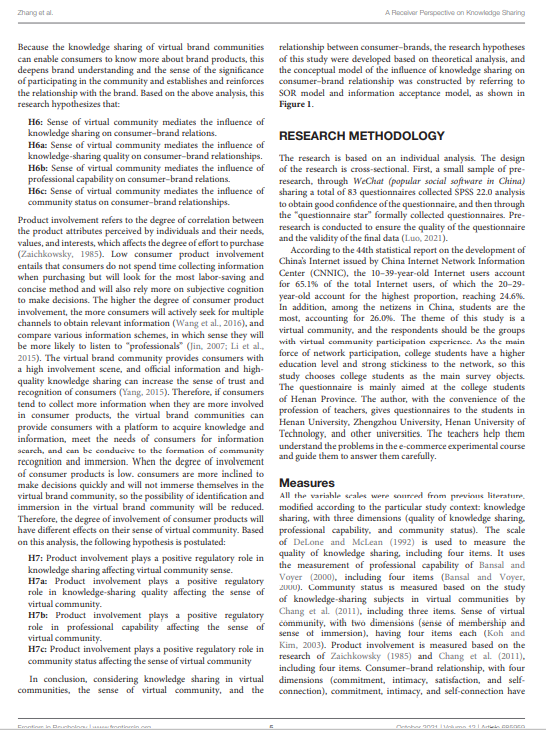 Zhang et al.
A Receiver Perspective on Knowledge Sharing
Because the knowledge sharing of virtual brand communities
can enable consumers to know more about brand products, this
deepens brand understanding and the sense of the significance
of participating in the community and establishes and reinforces
the relationship with the brand. Based on the above analysis, this
research hypothesizes that:
H6: Sense of virtual community mediates the influence of
knowledge sharing on consumer–brand relations.
H6a: Sense of virtual community mediates the influence of
knowledge-sharing quality on consumer–brand relationships.
H6b: Sense of virtual community mediates the influence of
professional capability on consumer–brand relations.
H6c: Sense of virtual community mediates the influence of
community status on consumer–brand relationships.
Product involvement refers to the degree of correlation between
the product attributes perceived by individuals and their needs,
values, and interests, which affects the degree of effort to purchase
(Zaichkowsky, 1985). Low consumer product involvement
entails that consumers do not spend time collecting information
when purchasing but will look for the most labor-saving and
concise method and will also rely more on subjective cognition
to make decisions. The higher the degree of consumer product
involvement, the more consumers will actively seek for multiple
channels to obtain relevant information (Wang et al., 2016), and
compare various information schemes, in which sense they will
be more likely to listen to "professionals" (Jin, 2007; Li et al.,
2015). The virtual brand community provides consumers with
a high involvement scene, and official information and high-
quality knowledge sharing can increase the sense of trust and
recognition of consumers (Yang, 2015). Therefore, if consumers
tend to collect more information when they are more involved
in consumer products, the virtual brand communities can
provide consumers with a platform to acquire knowledge and
information, meet the needs of consumers for information
search, and can be conducive to the formation of community
recognition and immersion. When the degree of involvement
of consumer products is low, consumers are more inclined to
make decisions quickly and will not immerse themselves in the
virtual brand community, so the possibility of identification and
immersion in the virtual brand community will be reduced.
Therefore, the degree of involvement of consumer products will
have different effects on their sense of virtual community. Based
on this analysis, the following hypothesis is postulated:
H7: Product involvement plays a positive regulatory role in
knowledge sharing affecting virtual community sense.
H7a: Product involvement plays a positive regulatory
role in knowledge-sharing quality affecting the sense of
virtual community.
H7b: Product involvement plays a positive regulatory
role in professional capability affecting the sense of
virtual community.
H7c: Product involvement plays a positive regulatory role in
community status affecting the sense of virtual community
In conclusion, considering knowledge sharing in virtual
communities, the sense of virtual community, and the
relationship between consumer–brands, the research hypotheses
of this study were developed based on theoretical analysis, and
the conceptual model of the influence of knowledge sharing on
consumer–brand relationship was constructed by referring to
SOR model and information acceptance model, as shown in
Figure 1.
RESEARCH METHODOLOGY
The research is based on an individual analysis. The design
of the research is cross-sectional. First, a small sample of pre-
research, through WeChat (popular social software in China)
sharing a total of 83 questionnaires collected SPSS 22.0 analysis
to obtain good confidence of the questionnaire, and then through
the "questionnaire star" formally collected questionnaires. Pre-
research is conducted to ensure the quality of the questionnaire
and the validity of the final data (Luo, 2021).
According to the 44th statistical report on the development of
China's Internet issued by China Internet Network Information
Center (CNNIC), the 10–39-year-old Internet users account
for 65.1% of the total Internet users, of which the 20–29-
year-old account for the highest proportion, reaching 24.6%.
In addition, among the netizens in China, students are the
most, accounting for 26.0%. The theme of this study is a
virtual community, and the respondents should be the groups
with virtual community participation experience. As the main
force of network participation, college students have a higher
education level and strong stickiness to the network, so this
study chooses college students as the main survey objects.
The questionnaire is mainly aimed at the college students
of Henan Province. The author, with the convenience of the
profession of teachers, gives questionnaires to the students in
Henan University, Zhengzhou University, Henan University of
Technology, and other universities. The teachers help them
understand the problems in the e-commerce experimental course
and guide them to answer them carefully.
Measures
All the variable scales were sourced from previous literature,
modified according to the particular study context: knowledge
sharing, with three dimensions (quality of knowledge sharing,
professional capability, and community status). The scale
of DeLone and McLean (1992) is used to measure the
quality of knowledge sharing, including four items. It uses
the measurement of professional capability of Bansal and
Voyer (2000), including four items (Bansal and Voyer,
2000). Community status is measured based on the study
of knowledge-sharing subjects in virtual communities by
Chang et al. (2011), including three items. Sense of virtual
community, with two dimensions (sense of membership and
sense of immersion), having four items each (Koh and
Kim, 2003). Product involvement is measured based on the
research of Zaichkowsky (1985) and Chang et al. (2011),
including four items. Consumer–brand relationship, with four
dimensions (commitment, intimacy, satisfaction, and self-
connection), commitment, intimacy, and self-connection have
Frontiers in Psychology | www.frontiersin.org
5
October 2021 | Volume 12 | Article